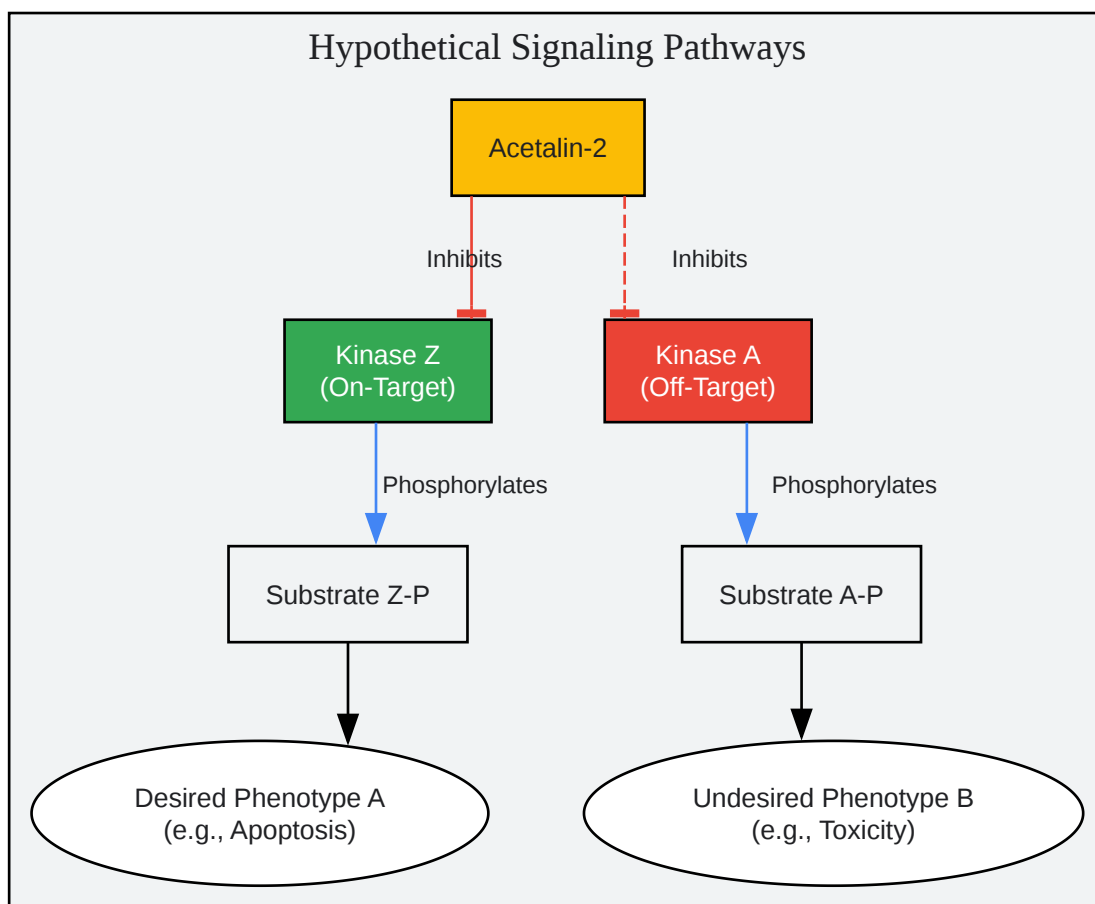 Hypothetical Signaling Pathways
Acetalin-2
Inhibits
Inhibits
Kinase Z
(On-Target)
Kinase A
(Off-Target)
Phosphorylates
Phosphorylates
Substrate Z-P
Substrate A-P
Desired Phenotype A
(e.g., Apoptosis)
Undesired Phenotype B
(e.g., Toxicity)